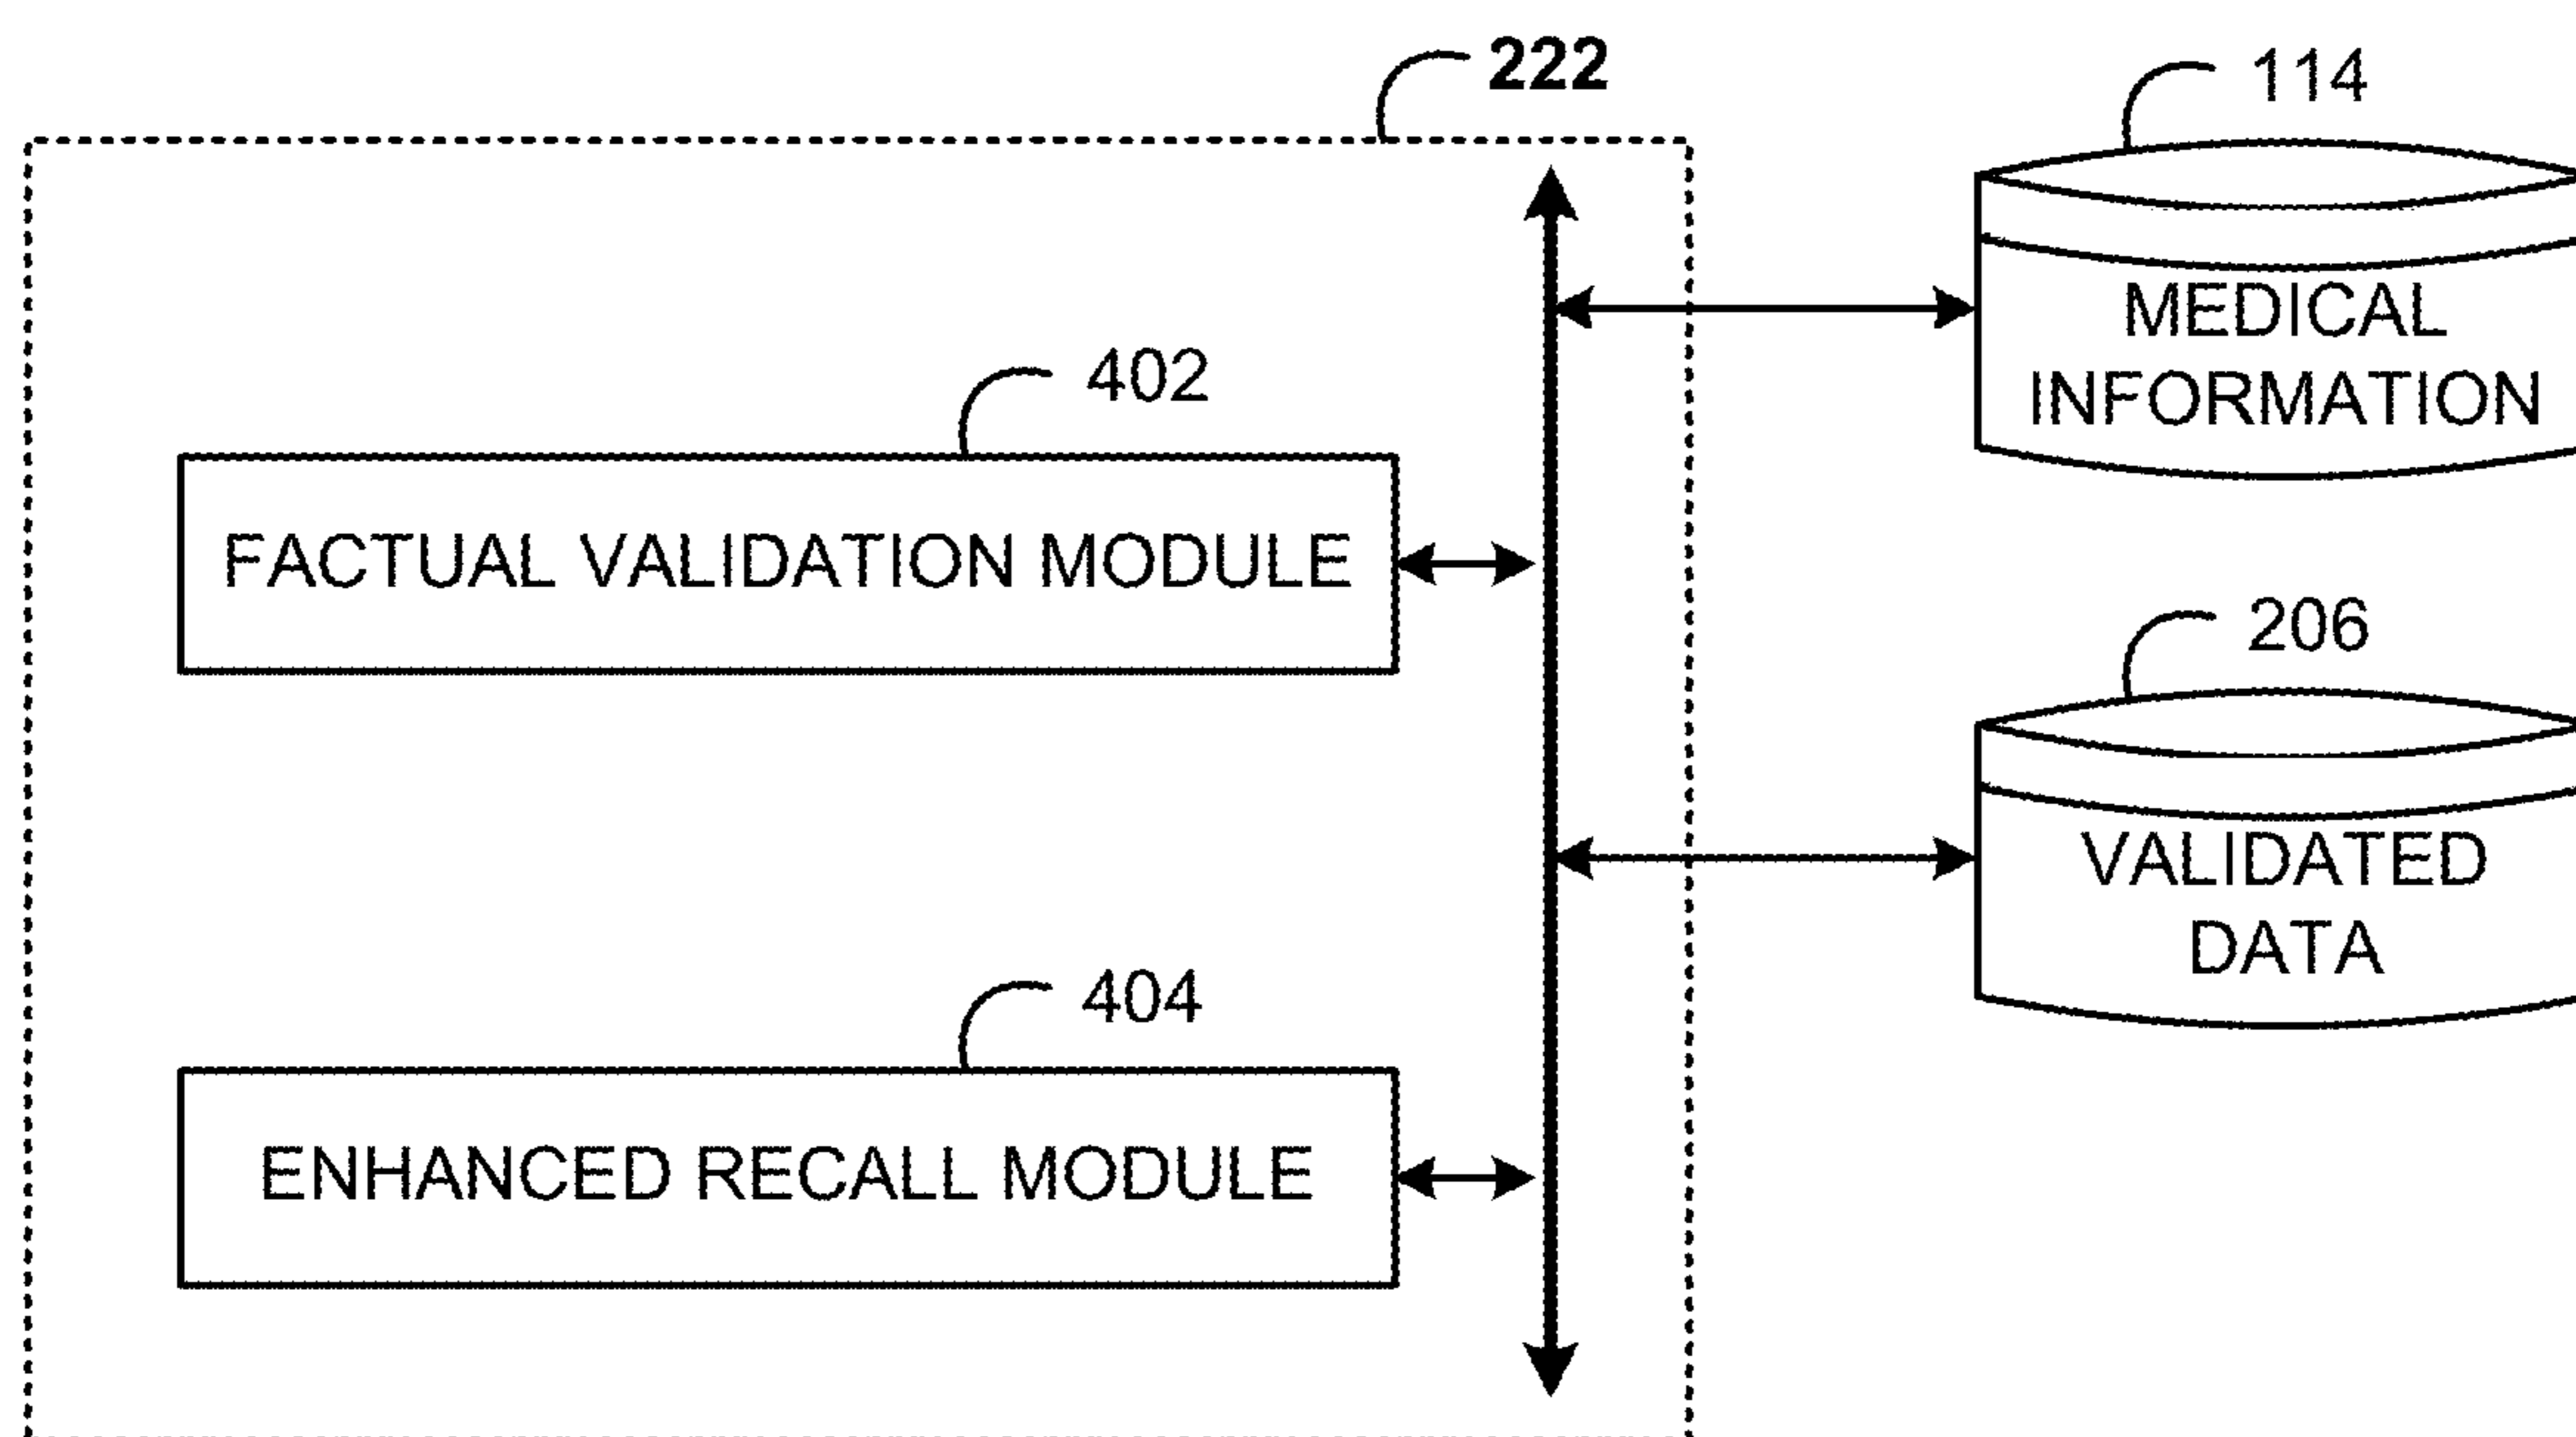 222
114
MEDICAL
INFORMATION
402
FACTUAL VALIDATION MODULE
206
VALIDATED
DATA
404
ENHANCED RECALL MODULE